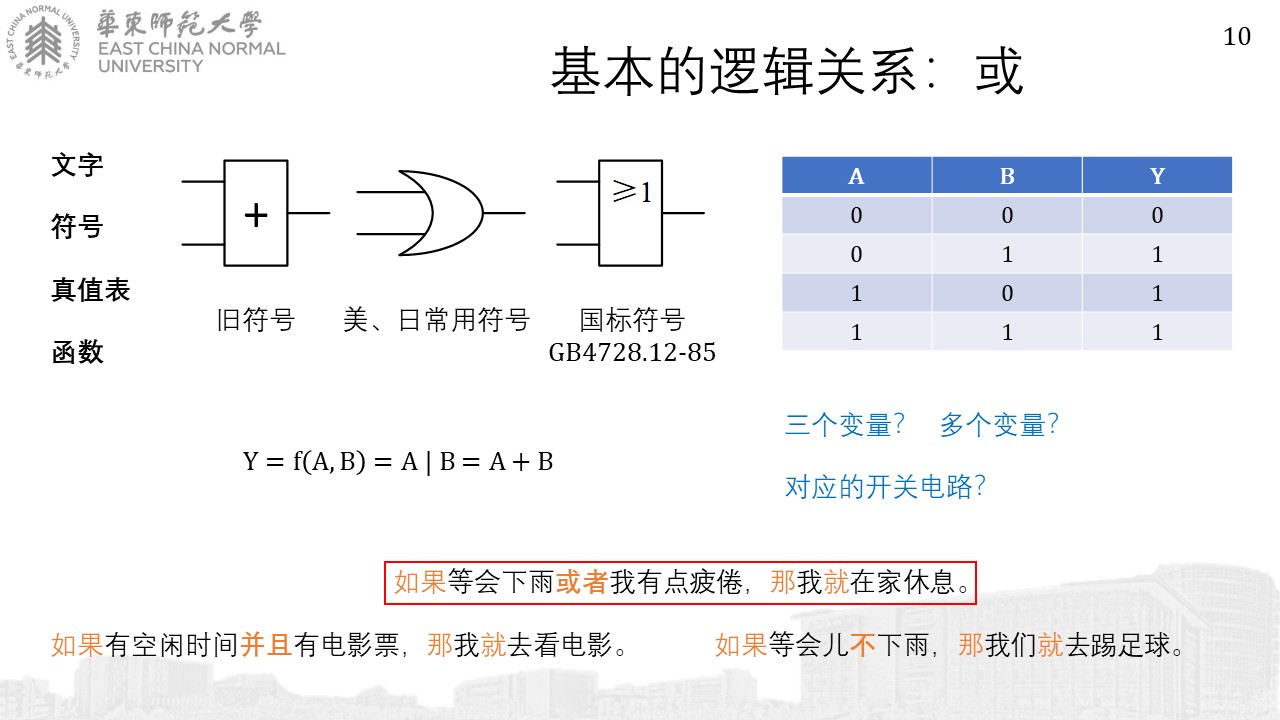 華東師範大學
EAST CHINA NORMAL
UNIVERSITY
EAST CHINA NORMAL UNIVERSITY
華東师范大学
10
基本的逻辑关系：或
文字
符号
真值表
函数
+
≥1
旧符号
美、日常用符号
国标符号
GB4728.12-85
A B Y
0 0 0
0 1 1
1 0 1
1 1 1
三个变量？ 多个变量？
对应的开关电路？
Y = f(A, B) = A | B = A + B
如果等会下雨或者我有点疲倦，那我就在家休息。
如果有空闲时间并且有电影票，那我就去看电影。
如果等会儿不下雨，那我们就去踢足球。